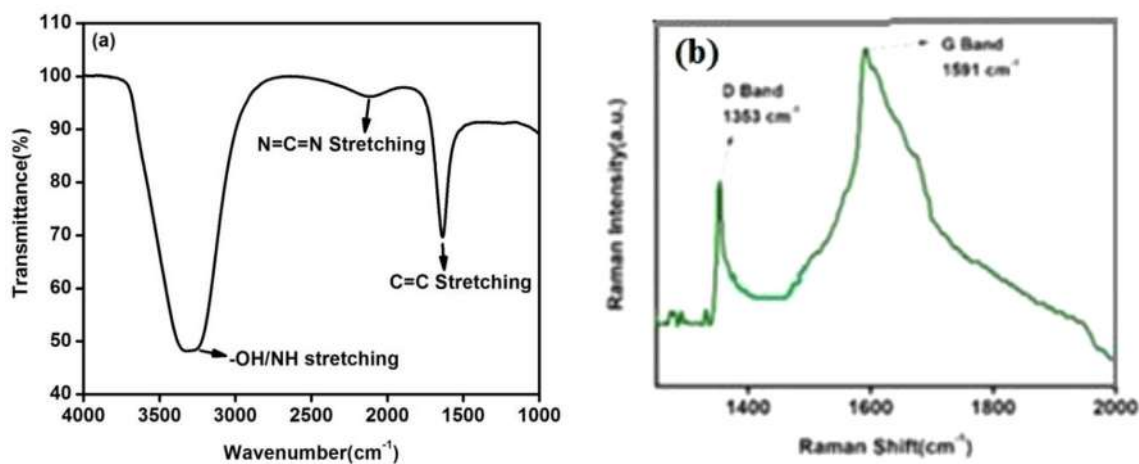 (a)
110
100
90
80
70
60
50
40
Transmittance(%)
N=C=N Stretching
C=C Stretching
-OH/NH stretching
4000 3500 3000 2500 2000 1500 1000
Wavenumber(cm⁻¹)
(b)
G Band
1591 cm⁻¹
D Band
1353 cm⁻¹
Raman Intensity(a.u.)
1400 1600 1800 2000
Raman Shift(cm⁻¹)